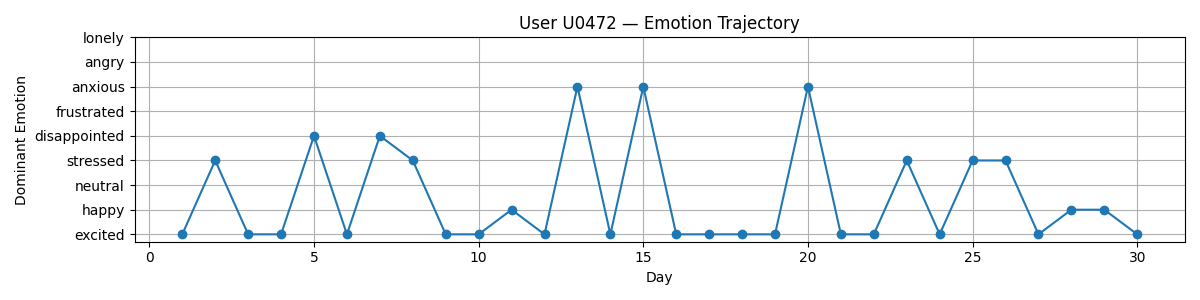 User U0472 — Emotion Trajectory
lonely
angry
anxious
frustrated
disappointed
stressed
neutral
happy
excited
Dominant Emotion
0 5 10 15 20 25 30
Day